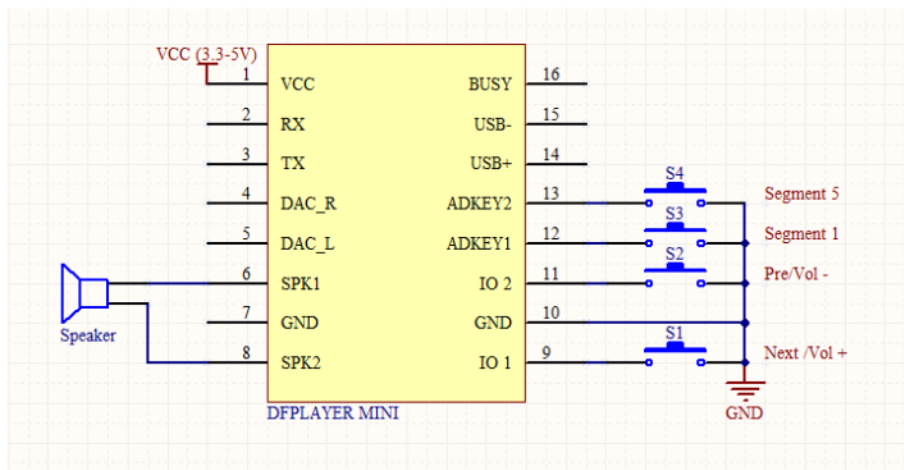 VCC (3.3-5V)
1 VCC BUSY 16
2 RX USB- 15
3 TX USB+ 14
4 DAC_R ADKEY2 13 S4 Segment 5
5 DAC_L ADKEY1 12 S3 Segment 1
6 SPK1 IO 2 11 S2 Pre/Vol -
7 GND GND 10
Speaker
8 SPK2 IO 1 9 S1 Next /Vol +
DFPLAYER MINI GND